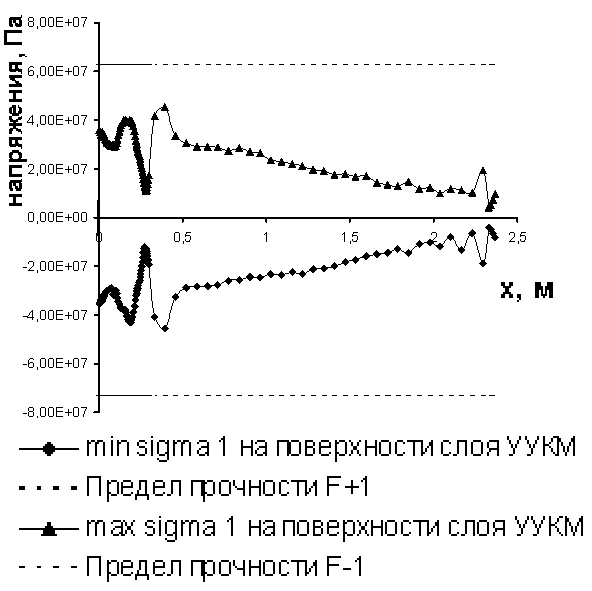 напряжения, Па
8,00E+07
6,00E+07
4,00E+07
2,00E+07
0,00E+00
-2,00E+07
-4,00E+07
-6,00E+07
-8,00E+07
0 0,5 1 1,5 2 2,5
х, м
min sigma 1 на поверхности слоя УУКМ
Предел прочности F+1
max sigma 1 на поверхности слоя УУКМ
Предел прочности F-1